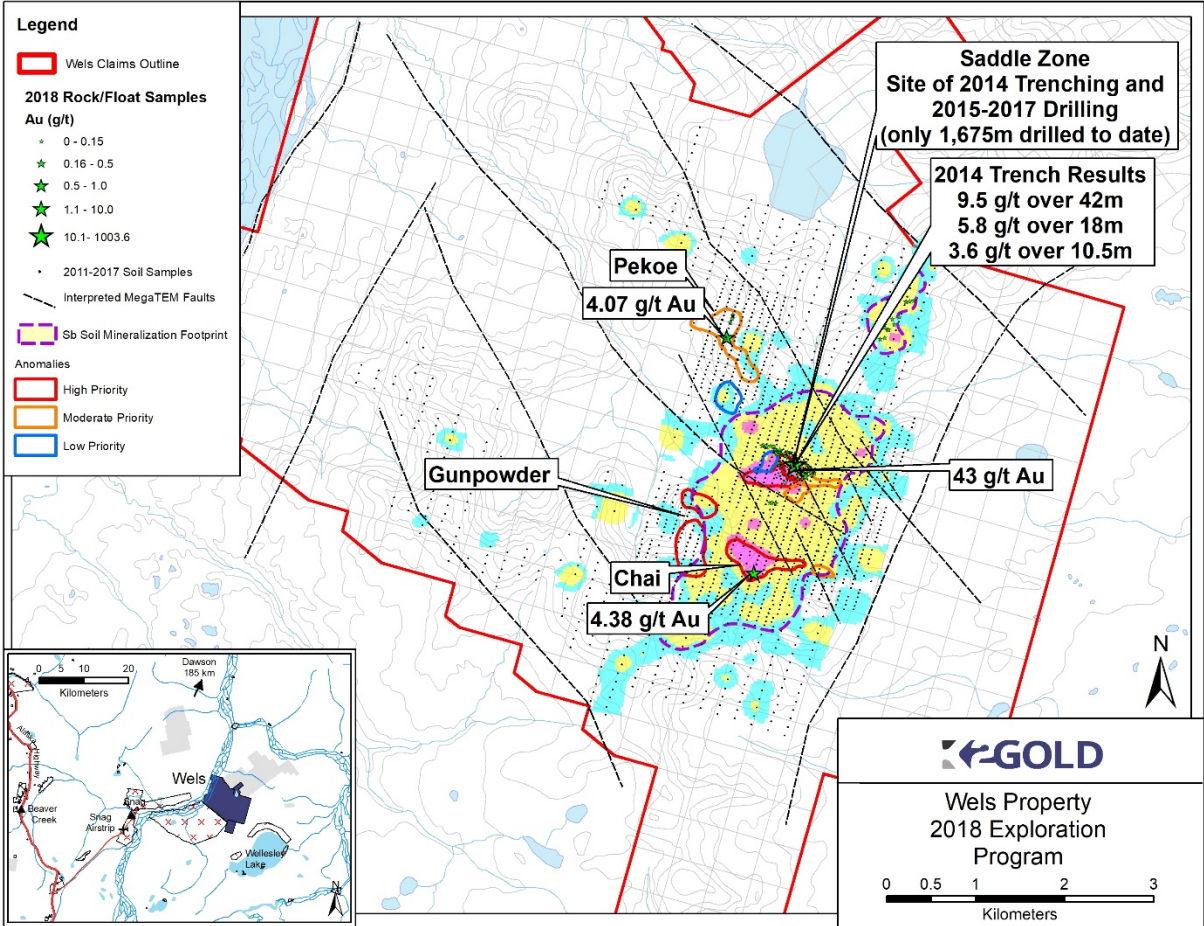 Legend
Wels Claims Outline
2018 Rock/Float Samples
Au (g/t)
0 - 0.15
0.16 - 0.5
0.5 - 1.0
1.1 - 10.0
10.1- 1003.6
2011-2017 Soil Samples
Interpreted MegaTEM Faults
Sb Soil Mineralization Footprint
Anomalies
High Priority
Moderate Priority
Low Priority
Saddle Zone
Site of 2014 Trenching and
2015-2017 Drilling
(only 1,675m drilled to date)
2014 Trench Results
9.5 g/t over 42m
5.8 g/t over 18m
3.6 g/t over 10.5m
Pekoe
4.07 g/t Au
Gunpowder
43 g/t Au
Chai
4.38 g/t Au
N
0 5 10 20
Kilometers
Dawson
185 km
Wels
Beaver
Creek
Snag
Snag
Airstrip
Wellesley
Lake
N
K2 GOLD
Wels Property
2018 Exploration
Program
0 0.5 1 2 3
Kilometers